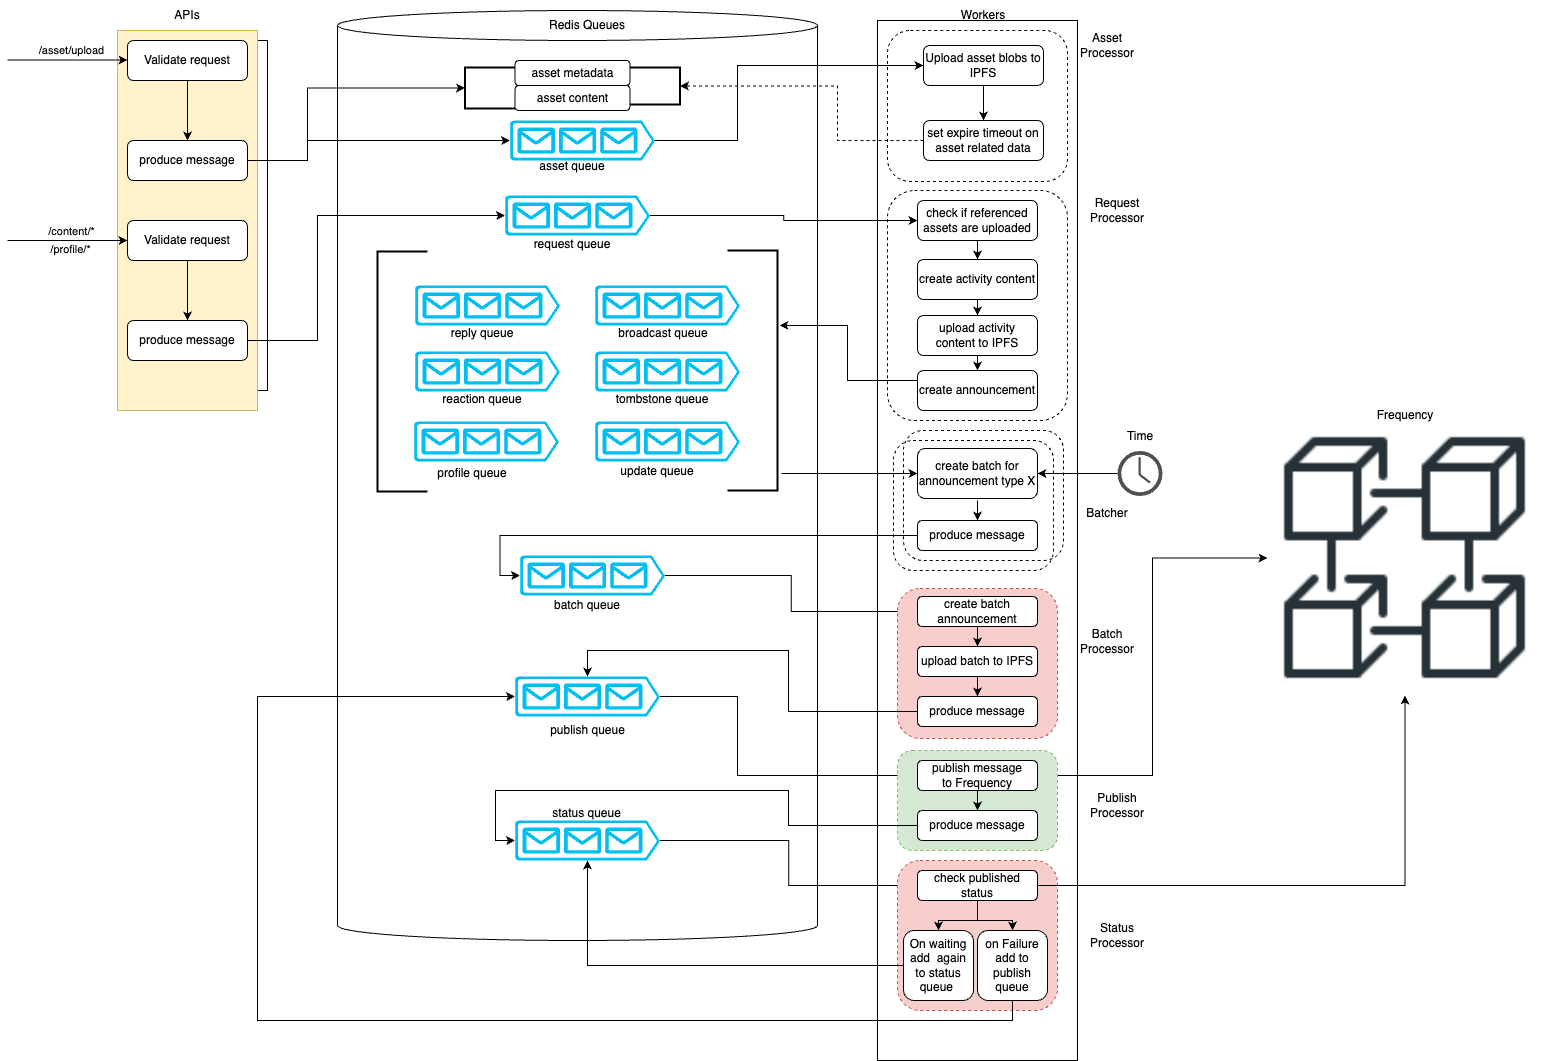 APIs
/asset/upload
Validate request
produce message
/content/*
/profile/*
Validate request
produce message
Redis Queues
asset metadata
asset content
asset queue
request queue
reply queue
broadcast queue
reaction queue
tombstone queue
profile queue
update queue
batch queue
publish queue
status queue
Workers
Asset
Processor
Upload asset blobs to
IPFS
set expire timeout on
asset related data
Request
Processor
check if referenced
assets are uploaded
create activity content
upload activity
content to IPFS
create announcement
Time
create batch for
announcement type X
Batcher
produce message
create batch
announcement
Batch
Processor
upload batch to IPFS
produce message
publish message
to Frequency
Publish
Processor
produce message
check published
status
Status
Processor
On waiting
add  again
to status
queue
on Failure
add to
publish
queue
Frequency